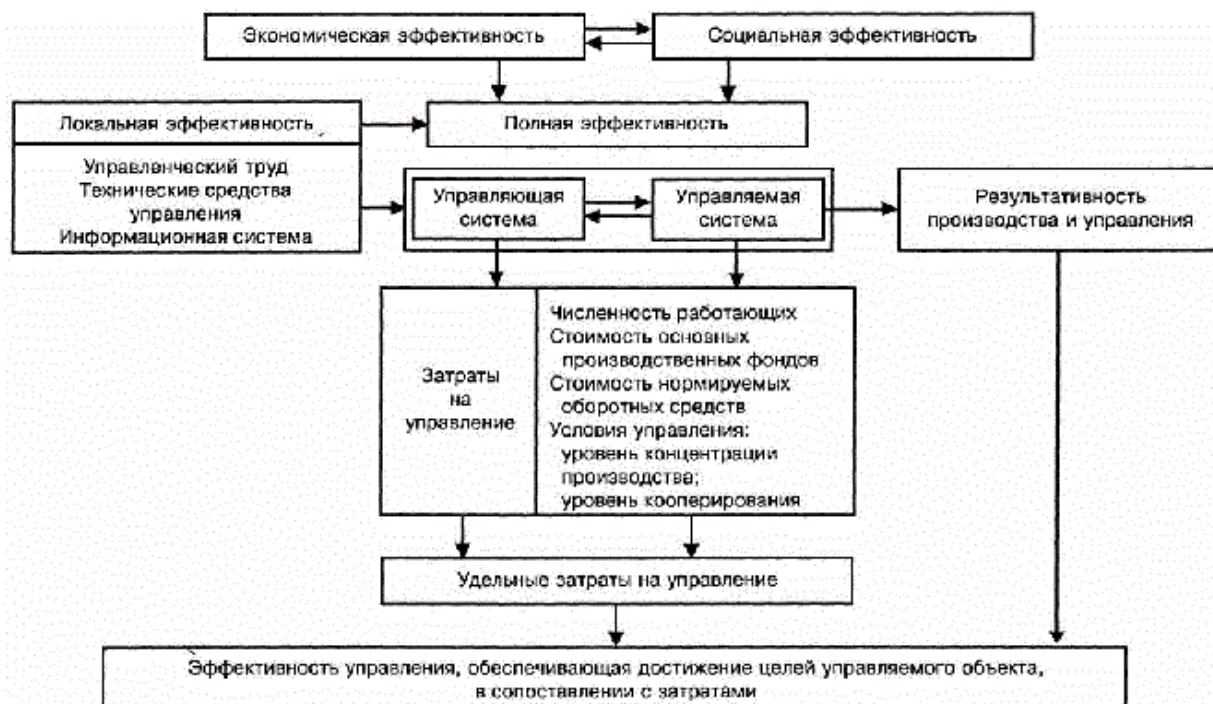 Экономическая эффективность
Социальная эффективность
Локальная эффективность
Полная эффективность
Управленческий труд
Технические средства
управления
Информационная система
Управляющая
система
Управляемая
система
Результативность
производства и управления
Затраты
на
управление
Численность работающих
Стоимость основных
производственных фондов
Стоимость нормируемых
оборотных средств
Условия управления:
уровень концентрации
производства;
уровень кооперирования
Удельные затраты на управление
Эффективность управления, обеспечивающая достижение целей управляемого объекта,
в сопоставлении с затратами